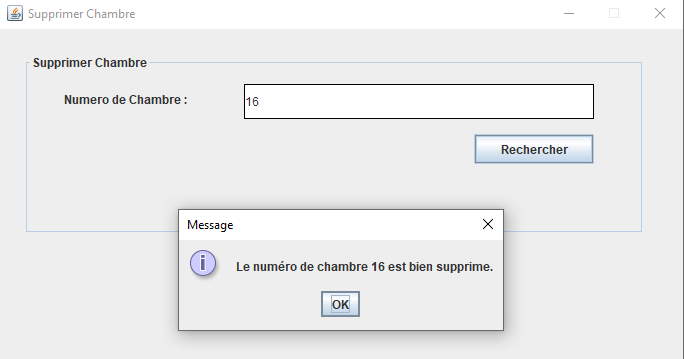 Supprimer Chambre
Supprimer Chambre
Numero de Chambre :
16
Rechercher
Message
Le numéro de chambre 16 est bien supprime.
OK